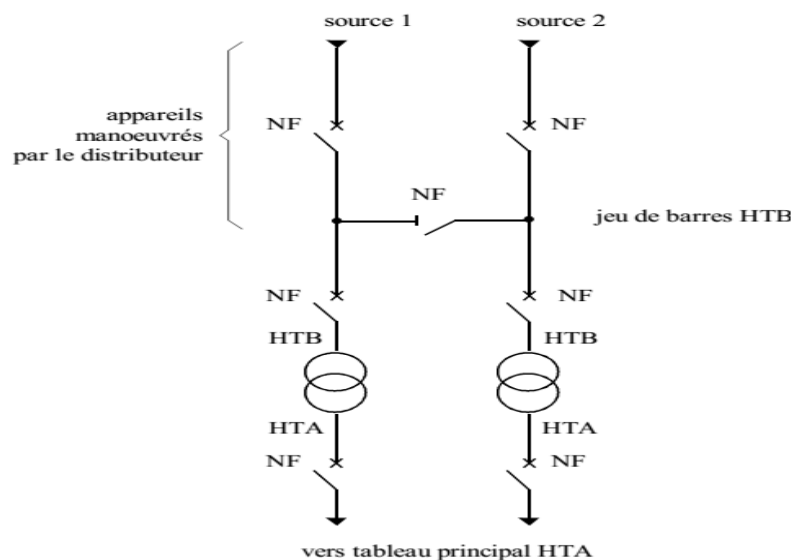 source 1
source 2
appareils
manoeuvrés
par le distributeur
NF
NF
NF
jeu de barres HTB
NF
NF
HTB
HTB
HTA
HTA
NF
NF
vers tableau principal HTA